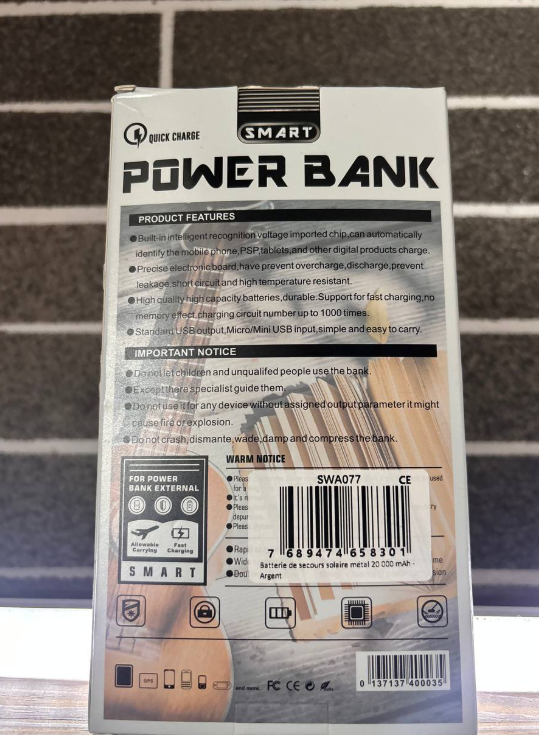 QUICK CHARGE
SMART
POWER BANK
PRODUCT FEATURES
●Built-in intelligent recognition voltage imported chip,can automatically
identify the mobile phone,PSP,tablets,and other digital products charge.
●Precise electronic board,have prevent overcharge,discharge,prevent
leakage,short circuit and high temperature resistant.
●High quality high capacity batteries,durable.Support for fast charging,no
memory effect,charging circuit number up to 1000 times.
●Standard USB output,Micro/Mini USB input,simple and easy to carry.
IMPORTANT NOTICE
●Do not let children and unqualifed people use the bank.
●Except there specialist guide them.
●Do not use it for any device without assigned output parameter it might
cause fire or explosion.
●Do not crash,dismante,wade,damp and compress the bank.
WARM NOTICE
FOR POWER
BANK EXTERNAL
Allowable
Carrying
Fast
Charging
SMART
SWA077 CE
7 689474 658301
Batterie de secours solaire métal 20 000 mAh -
Argent
GPS
and more.
FC CE
0 137137 400035